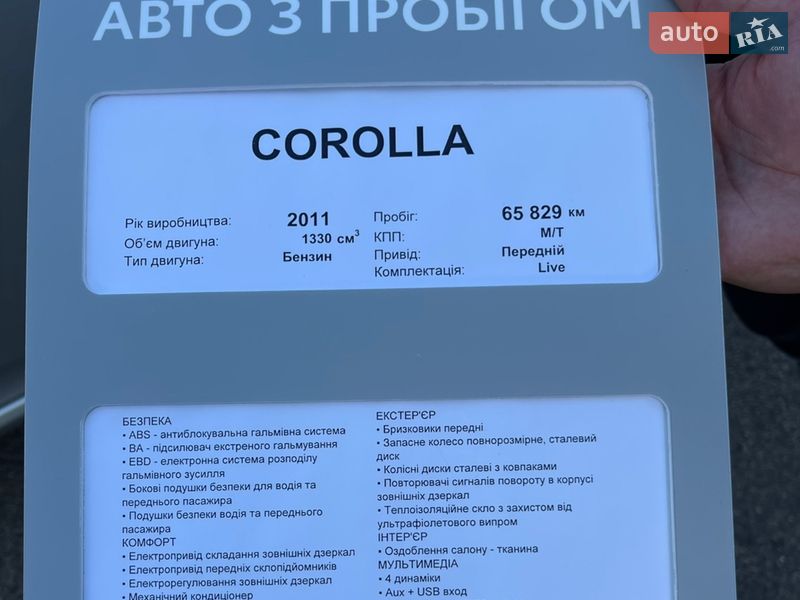 АВТО З ПРОБІГОМ
auto RIA .com
COROLLA
Рік виробництва: 2011
Об'єм двигуна: 1330 см³
Тип двигуна: Бензин
Пробіг: 65 829 км
КПП: М/Т
Привід: Передній
Комплектація: Live
БЕЗПЕКА
• ABS - антиблокувальна гальмівна система
• BA - підсилювач екстреного гальмування
• EBD - електронна система розподілу
гальмівного зусилля
• Бокові подушки безпеки для водія та
переднього пасажира
• Подушки безпеки водія та переднього
пасажира
КОМФОРТ
• Електропривід складання зовнішніх дзеркал
• Електропривід передніх склопідйомників
• Електрорегулювання зовнішніх дзеркал
• Механічний кондиціонер
ЕКСТЕР'ЄР
• Бризковики передні
• Запасне колесо повнорозмірне, сталевий
диск
• Колісні диски сталеві з ковпаками
• Повторювачі сигналів повороту в корпусі
зовнішніх дзеркал
• Теплоізоляційне скло з захистом від
ультрафіолетового випром
ІНТЕР'ЄР
• Оздоблення салону - тканина
МУЛЬТИМЕДІА
• 4 динаміки
• Aux + USB вход